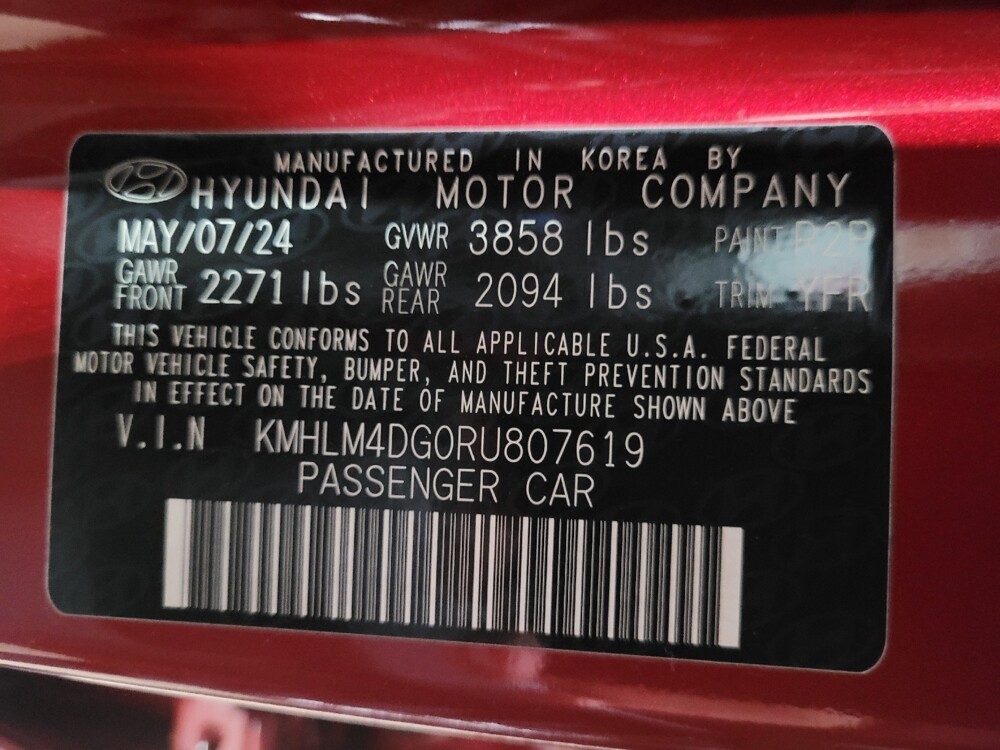 MANUFACTURED IN KOREA BY
HYUNDAI MOTOR COMPANY
MAY/07/24 GVWR 3858 lbs PAINT R2P
GAWR FRONT 2271 lbs GAWR REAR 2094 lbs TRIM YFR
THIS VEHICLE CONFORMS TO ALL APPLICABLE U.S.A. FEDERAL
MOTOR VEHICLE SAFETY, BUMPER, AND THEFT PREVENTION STANDARDS
IN EFFECT ON THE DATE OF MANUFACTURE SHOWN ABOVE
V.I.N KMHLM4DG0RU807619
PASSENGER CAR